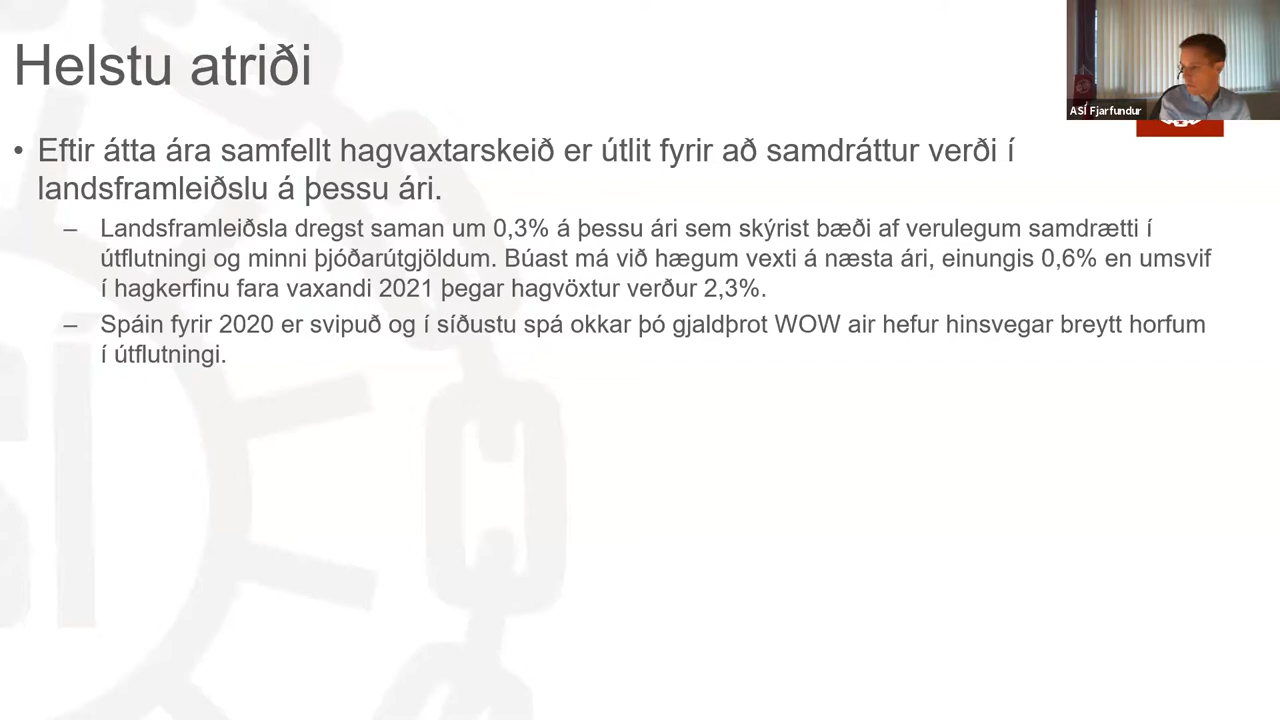 Helstu atriði
ASÍ Fjarfundur
• Eftir átta ára samfellt hagvaxtarskeið er útlit fyrir að samdráttur verði í
landsframleiðslu á þessu ári.
– Landsframleiðsla dregst saman um 0,3% á þessu ári sem skýrist bæði af verulegum samdrætti í
útflutningi og minni þjóðarútgjöldum. Búast má við hægum vexti á næsta ári, einungis 0,6% en umsvif
í hagkerfinu fara vaxandi 2021 þegar hagvöxtur verður 2,3%.
– Spáin fyrir 2020 er svipuð og í síðustu spá okkar þó gjaldþrot WOW air hefur hinsvegar breytt horfum
í útflutningi.